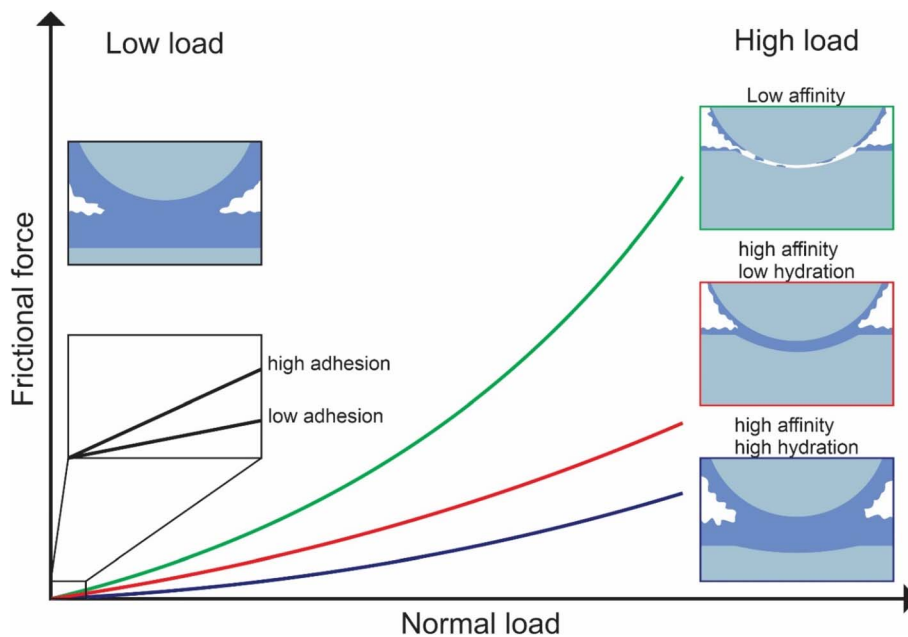 Low load
High load
Low affinity
high affinity
low hydration
high adhesion
low adhesion
high affinity
high hydration
Frictional force
Normal load